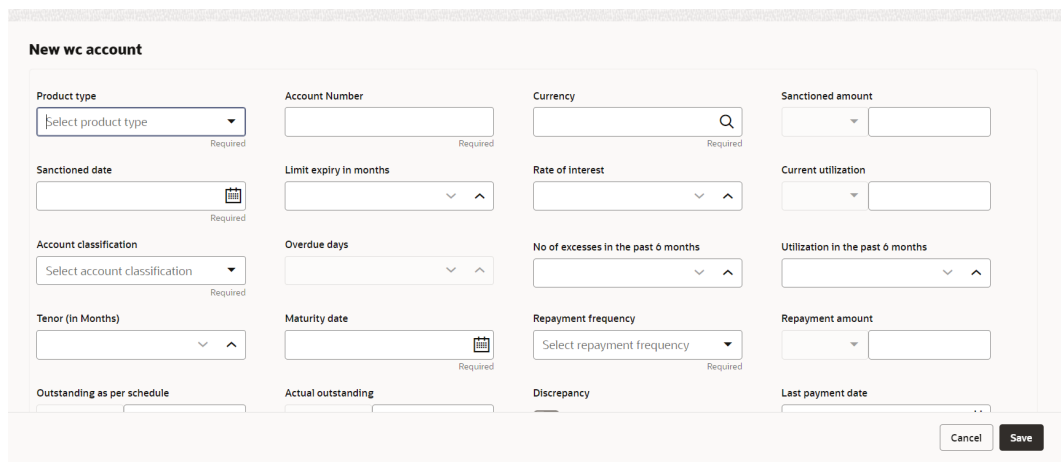 New wc account
Product type Account Number Currency Sanctioned amount
Select product type
Required Required Required
Sanctioned date Limit expiry in months Rate of interest Current utilization
Required
Account classification Overdue days No of excesses in the past 6 months Utilization in the past 6 months
Select account classification
Required
Tenor (in Months) Maturity date Repayment frequency Repayment amount
Select repayment frequency
Required Required
Outstanding as per schedule Actual outstanding Discrepancy Last payment date
Cancel Save